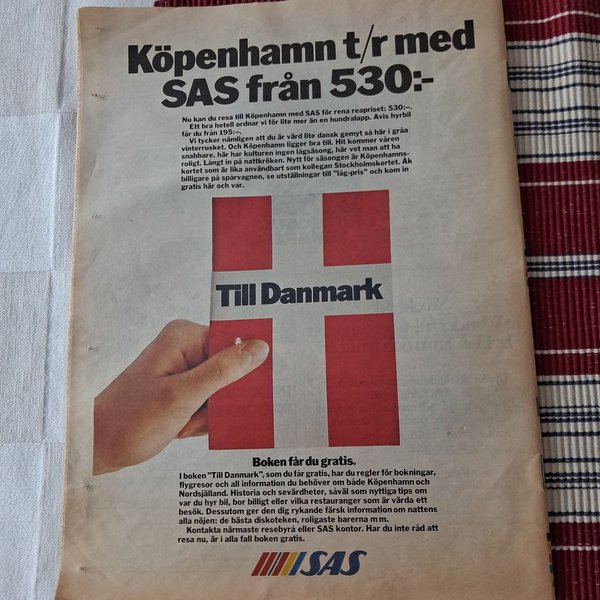 Köpenhamn t/r med
SAS från 530:-
Nu kan du resa till Köpenhamn med SAS för rena reapriset: 530:–.
Ett bra hotell ordnar vi för lite mer än en hundralapp. Avis hyrbil
får du från 195:–.
Vi tycker nämligen att du är värd lite dansk gemyt så här i gråa
vinterrusket. Och Köpenhamn ligger bra till. Hit kommer våren
snabbare, här har kulturen ingen lågsäsong, här vet man att ha
roligt. Långt in på nattkröken. Nytt för säsongen är Köpenhamns-
kortet som är lika användbart som kollegan Stockholmskortet. Åk
billigare på spårvagnen, se utställningar till "låg-pris" och kom in
gratis här och var.
Till Danmark
Boken får du gratis.
I boken "Till Danmark", som du får gratis, har du regler för bokningar,
flygresor och all information du behöver om både Köpenhamn och
Nordsjälland. Historia och sevärdheter, såväl som nyttiga tips om
var du hyr bil, bor billigt eller vilka restauranger som är värda ett
besök. Dessutom ger den dig rykande färsk information om nattens
alla nöjen: de bästa diskoteken, roligaste barerna m m.
Kontakta närmaste resebyrå eller SAS kontor. Har du inte råd att
resa nu, är i alla fall boken gratis.
SAS